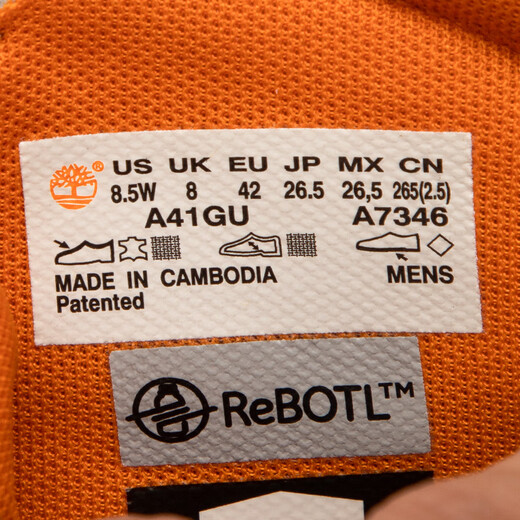 ® US UK EU JP MX CN
8.5W 8 42 26.5 26,5 265(2.5)
A41GU A7346
MADE IN CAMBODIA MENS
Patented
ReBOTL™